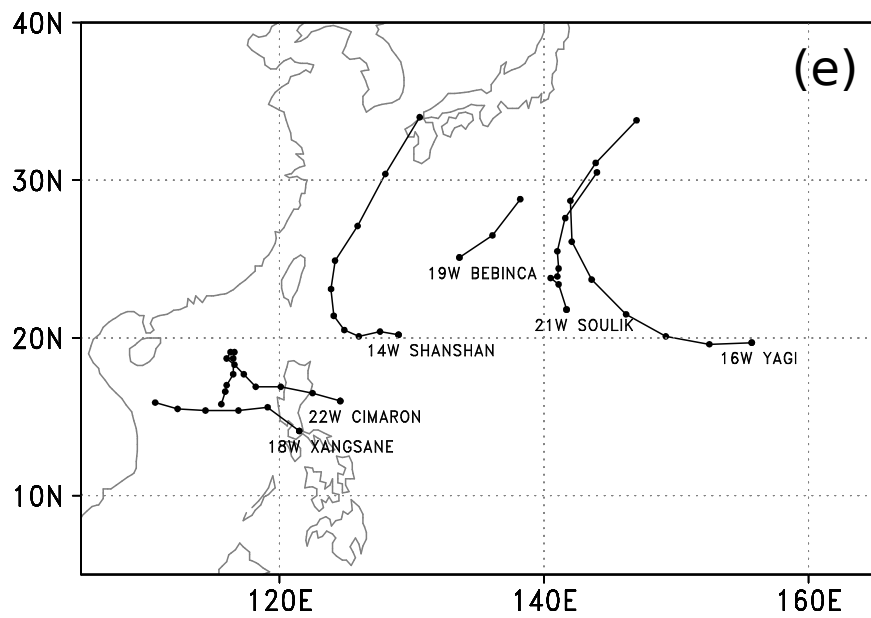 40N
(e)
30N
19W BEBINCA
21W SOULIK
20N
14W SHANSHAN
16W YAGI
22W CIMARON
18W XANGSANE
10N
120E
140E
160E